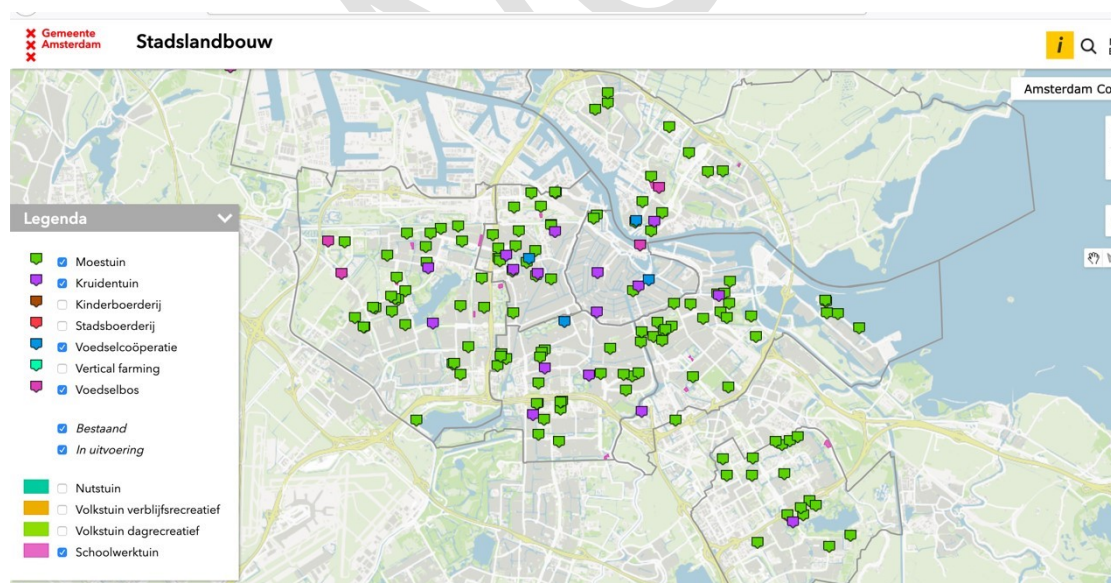 Gemeente
Amsterdam
Stadslandbouw
i
Amsterdam Co
Legenda
Moestuin
Kruidentuin
Kinderboerderij
Stadsboerderij
Voedselcoöperatie
Vertical farming
Voedselbos
Bestaand
In uitvoering
Nutstuin
Volkstuin verblijfsrecreatief
Volkstuin dagrecreatief
Schoolwerktuin